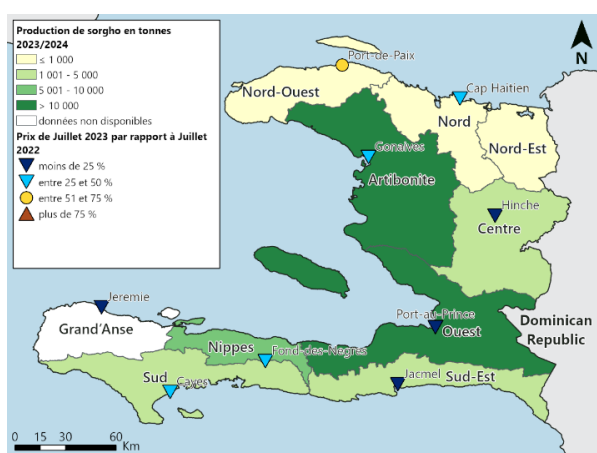 Production de sorgho en tonnes
2023/2024
≤ 1 000
1 001 - 5 000
5 001 - 10 000
> 10 000
données non disponibles
Prix de Juillet 2023 par rapport à Juillet
2022
moins de 25 %
entre 25 et 50 %
entre 51 et 75 %
plus de 75 %
N
Port-de-Paix
Nord-Ouest
Cap Haïtien
Nord
Nord-Est
Gonaïves
Artibonite
Hinche
Centre
Jeremie
Grand'Anse
Port-au-Prince
Ouest
Dominican
Republic
Nippes
Fond-des-Nègres
Sud
Cayes
Jacmel
Sud-Est
0 15 30 60
Km